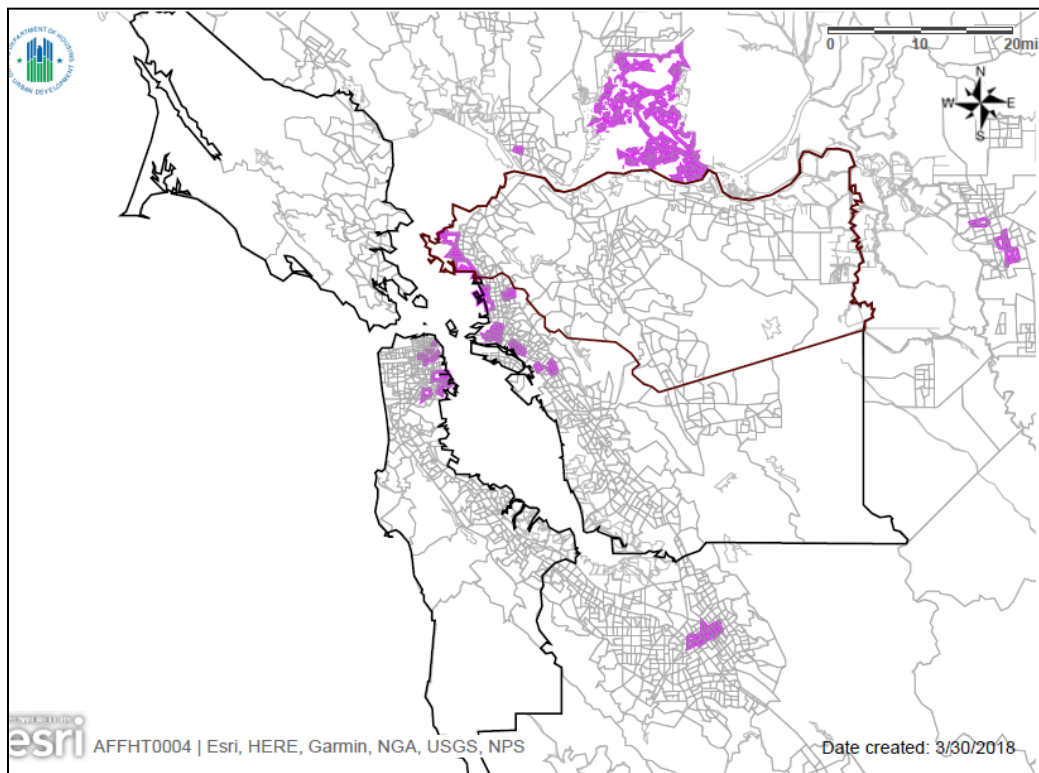 DEPARTMENT OF HOUSING
URBAN DEVELOPMENT
0 10 20mi
N
W E
S
esri
AFFHT0004 | Esri, HERE, Garmin, NGA, USGS, NPS
Date created: 3/30/2018